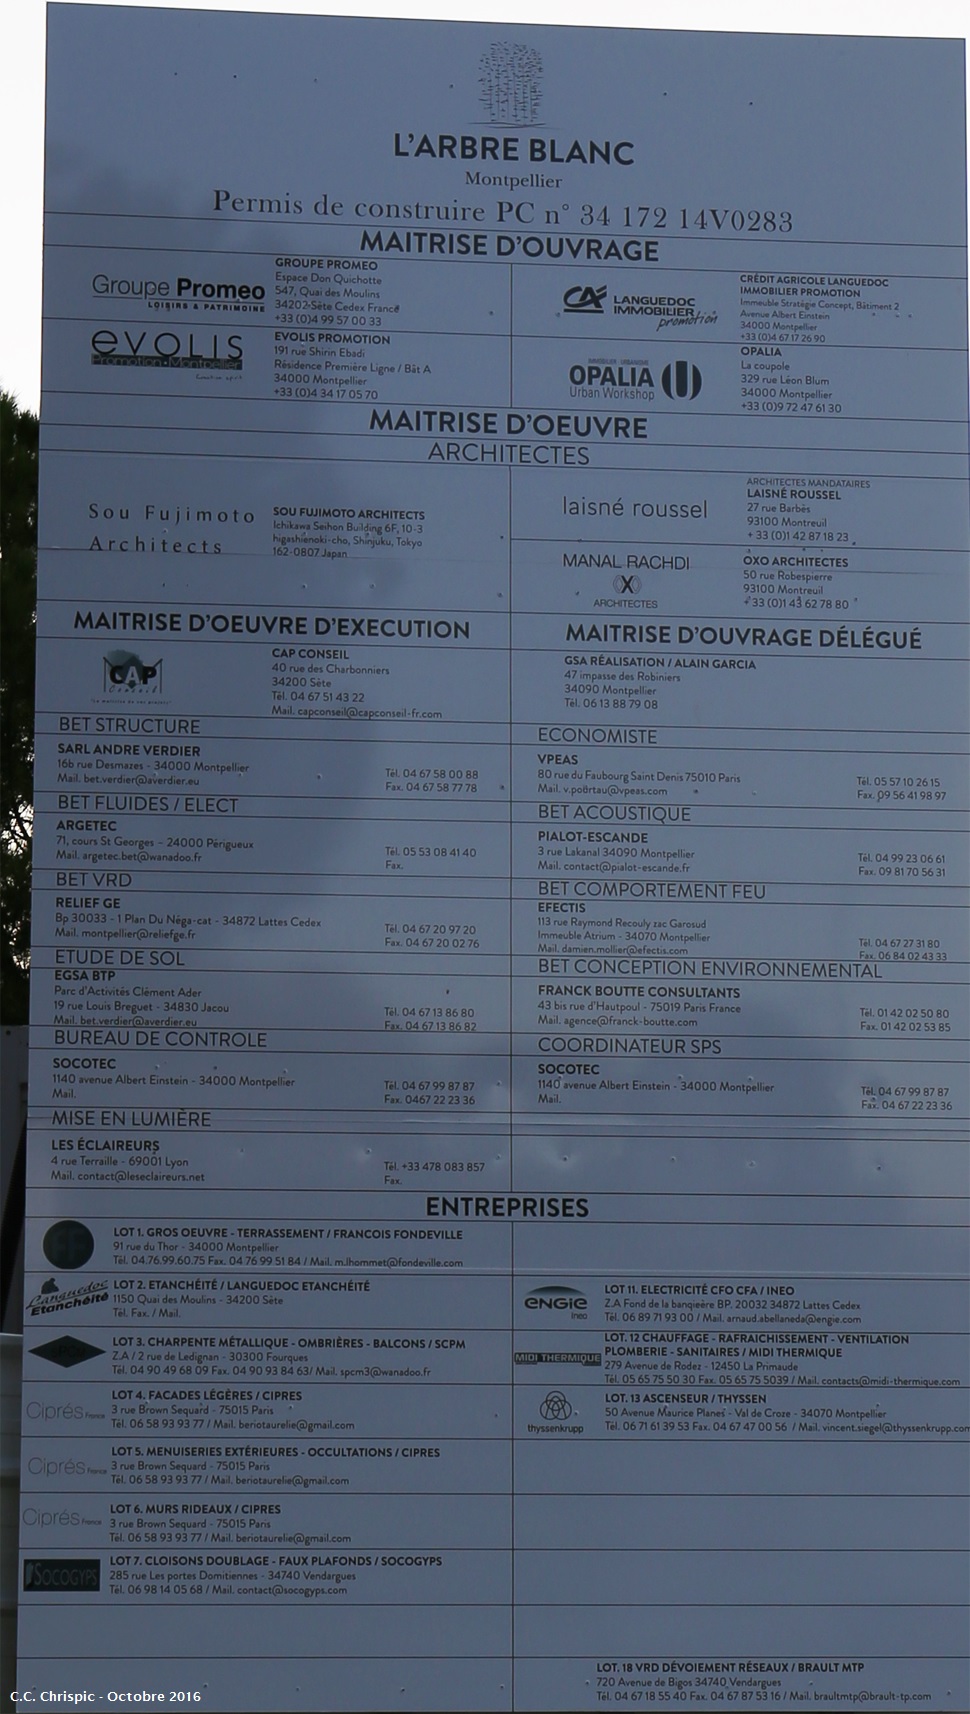 L'ARBRE BLANC
Montpellier
Permis de construire PC n° 34 172 14V0283
MAITRISE D'OUVRAGE
Groupe Promeo
LOISIRS & PATRIMOINE
GROUPE PROMEO
Espace Don Quichotte
547, Quai des Moulins
34202 Sète Cedex France
+33 (0)4 99 57 00 33
CA LANGUEDOC
IMMOBILIER
promotion
CRÉDIT AGRICOLE LANGUEDOC
IMMOBILIER PROMOTION
Immeuble Stratégie Concept, Bâtiment 2
Avenue Albert Einstein
34000 Montpellier
+33 (0)4 67 17 26 90
evolis
Promotion•Montpellier
EVOLIS PROMOTION
191 rue Shirin Ebadi
Résidence Première Ligne / Bât A
34000 Montpellier
+33 (0)4 34 17 05 70
IMMOBILIER URBANISME
OPALIA
Urban Workshop
OPALIA
La coupole
329 rue Léon Blum
34000 Montpellier
+33 (0)9 72 47 61 30
MAITRISE D'OEUVRE
ARCHITECTES
Sou Fujimoto
Architects
SOU FUJIMOTO ARCHITECTS
Ichikawa Seihon Building 6F, 10-3
higashienoki-cho, Shinjuku, Tokyo
162-0807 Japan
laisné roussel
ARCHITECTES MANDATAIRES
LAISNÉ ROUSSEL
27 rue Barbès
93100 Montreuil
+ 33 (0)1 42 87 18 23
MANAL RACHDI
X
ARCHITECTES
OXO ARCHITECTES
50 rue Robespierre
93100 Montreuil
+ 33 (0)1 43 62 78 80
MAITRISE D'OEUVRE D'EXECUTION
CAP
Conseil
CAP CONSEIL
40 rue des Charbonniers
34200 Sète
Tél. 04 67 51 43 22
Mail. capconseil@capconseil-fr.com
MAITRISE D'OUVRAGE DÉLÉGUÉ
GSA RÉALISATION / ALAIN GARCIA
47 impasse des Robiniers
34090 Montpellier
Tél. 06 13 88 79 08
BET STRUCTURE
SARL ANDRE VERDIER
16b rue Desmazes - 34000 Montpellier
Mail. bet.verdier@averdier.eu
Tél. 04 67 58 00 88
Fax. 04 67 58 77 78
ECONOMISTE
VPEAS
80 rue du Faubourg Saint Denis 75010 Paris
Mail. v.poortau@vpeas.com
Tél. 05 57 10 26 15
Fax. 09 56 41 98 97
BET FLUIDES / ELECT
ARGETEC
71, cours St Georges - 24000 Périgueux
Mail. argetec.bet@wanadoo.fr
Tél. 05 53 08 41 40
Fax.
BET ACOUSTIQUE
PIALOT-ESCANDE
3 rue Lakanal 34090 Montpellier
Mail. contact@pialot-escande.fr
Tél. 04 99 23 06 61
Fax. 09 81 70 56 31
BET VRD
RELIEF GE
Bp 30033 - 1 Plan Du Néga-cat - 34872 Lattes Cedex
Mail. montpellier@reliefge.fr
Tél. 04 67 20 97 20
Fax. 04 67 20 02 76
BET COMPORTEMENT FEU
EFECTIS
113 rue Raymond Recouly zac Garosud
Immeuble Atrium - 34070 Montpellier
Mail. damien.mollier@efectis.com
Tél. 04 67 27 31 80
Fax. 06 84 02 43 33
ETUDE DE SOL
EGSA BTP
Parc d'Activités Clément Ader
19 rue Louis Breguet - 34830 Jacou
Mail. bet.verdier@averdier.eu
Tél. 04 67 13 86 80
Fax. 04 67 13 86 82
BET CONCEPTION ENVIRONNEMENTAL
FRANCK BOUTTE CONSULTANTS
43 bis rue d'Hautpoul - 75019 Paris France
Mail. agence@franck-boutte.com
Tél. 01 42 02 50 80
Fax. 01 42 02 53 85
BUREAU DE CONTROLE
SOCOTEC
1140 avenue Albert Einstein - 34000 Montpellier
Mail.
Tél. 04 67 99 87 87
Fax. 0467 22 23 36
COORDINATEUR SPS
SOCOTEC
1140 avenue Albert Einstein - 34000 Montpellier
Mail.
Tél. 04 67 99 87 87
Fax. 04 67 22 23 36
MISE EN LUMIÈRE
LES ÉCLAIREURS
4 rue Terraille - 69001 Lyon
Mail. contact@leseclaireurs.net
Tél. +33 478 083 857
Fax.
ENTREPRISES
FF
LOT 1. GROS OEUVRE - TERRASSEMENT / FRANCOIS FONDEVILLE
91 rue du Thor - 34000 Montpellier
Tél. 04.76.99.60.75 Fax. 04 76 99 51 84 / Mail. m.lhommet@fondeville.com
Languedoc
Etanchéité
LOT 2. ETANCHÉITÉ / LANGUEDOC ETANCHÉITÉ
1150 Quai des Moulins - 34200 Sète
Tél. Fax. / Mail.
ENGIE
Ineo
LOT 11. ELECTRICITÉ CFO CFA / INEO
Z.A Fond de la banqieère BP. 20032 34872 Lattes Cedex
Tél. 06 89 71 93 00 / Mail. arnaud.abellaneda@engie.com
SPCM
LOT 3. CHARPENTE MÉTALLIQUE - OMBRIÈRES - BALCONS / SCPM
Z.A / 2 rue de Ledignan - 30300 Fourques
Tél. 04 90 49 68 09 Fax. 04 90 93 84 63/ Mail. spcm3@wanadoo.fr
MIDI THERMIQUE
LOT. 12 CHAUFFAGE - RAFRAICHISSEMENT - VENTILATION
PLOMBERIE - SANITAIRES / MIDI THERMIQUE
279 Avenue de Rodez - 12450 La Primaude
Tél. 05 65 75 50 30 Fax. 05 65 75 5039 / Mail. contacts@midi-thermique.com
Ciprés France
LOT 4. FACADES LÉGÈRES / CIPRES
3 rue Brown Sequard - 75015 Paris
Tél. 06 58 93 93 77 / Mail. beriotaurelie@gmail.com
thyssenkrupp
LOT. 13 ASCENSEUR / THYSSEN
50 Avenue Maurice Planes - Val de Croze - 34070 Montpellier
Tél. 06 71 61 39 53 Fax. 04 67 47 00 56 / Mail. vincent.siegel@thyssenkrupp.com
Ciprés France
LOT 5. MENUISERIES EXTÉRIEURES - OCCULTATIONS / CIPRES
3 rue Brown Sequard - 75015 Paris
Tél. 06 58 93 93 77 / Mail. beriotaurelie@gmail.com
Ciprés France
LOT 6. MURS RIDEAUX / CIPRES
3 rue Brown Sequard - 75015 Paris
Tél. 06 58 93 93 77 / Mail. beriotaurelie@gmail.com
SOCOGYPS
LOT 7. CLOISONS DOUBLAGE - FAUX PLAFONDS / SOCOGYPS
285 rue Les portes Domitiennes - 34740 Vendargues
Tél. 06 98 14 05 68 / Mail. contact@socogyps.com
LOT. 18 VRD DÉVOIEMENT RÉSEAUX / BRAULT MTP
720 Avenue de Bigos 34740 Vendargues
Tél. 04 67 18 55 40 Fax. 04 67 87 53 16 / Mail. braultmtp@brault-tp.com
C.C. Chrispic - Octobre 2016